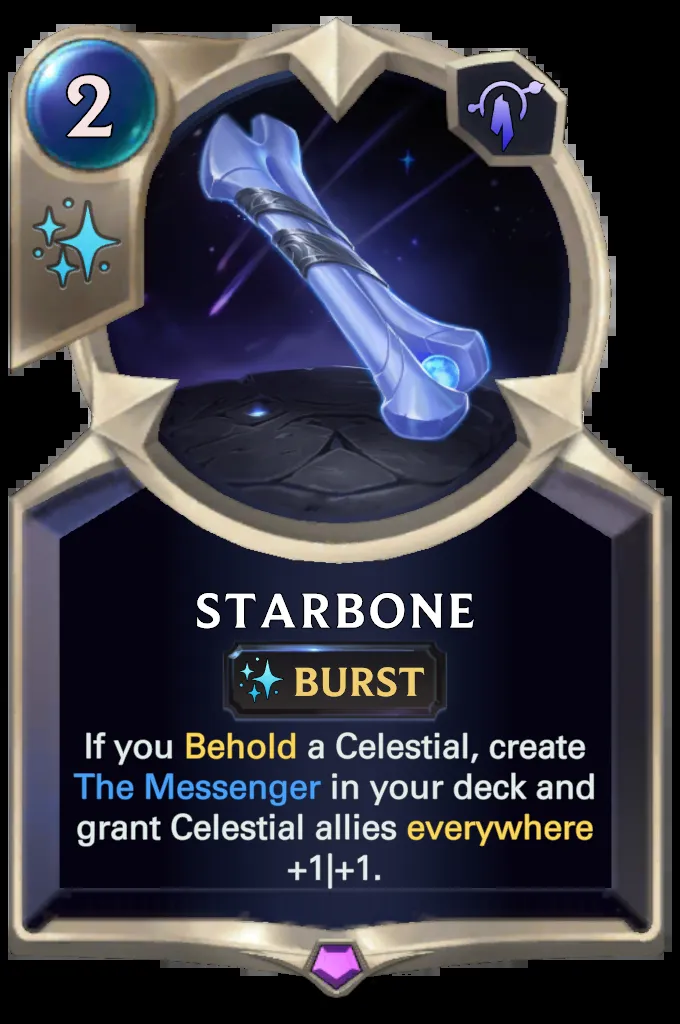 2
STARBONE
BURST
If you Behold a Celestial, create
The Messenger in your deck and
grant Celestial allies everywhere
+1|+1.